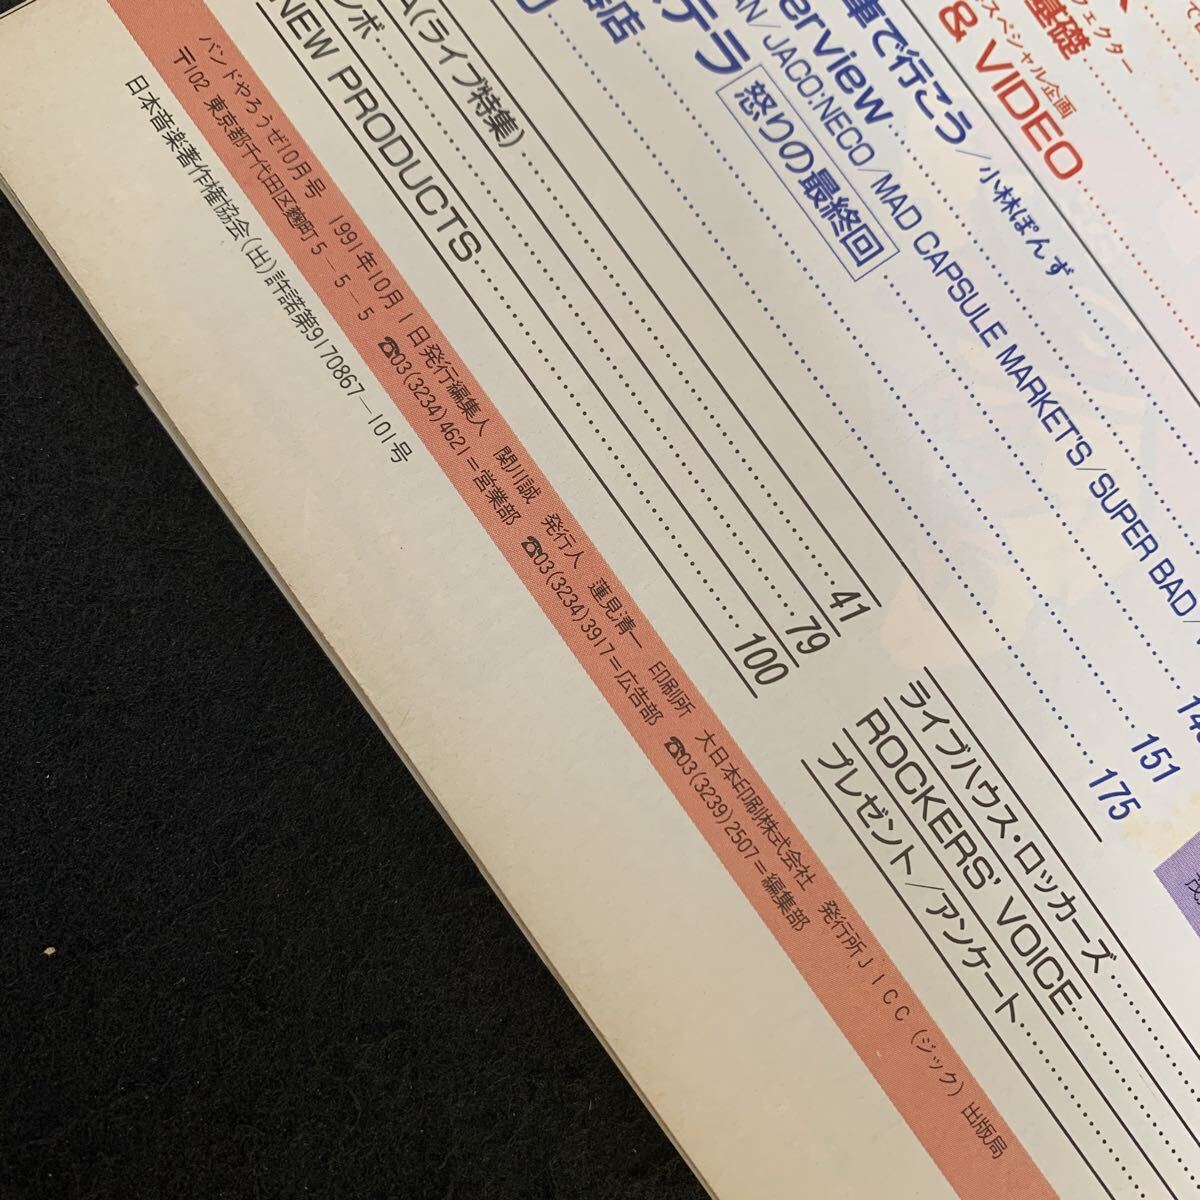 フェクター
基礎
スペシャル企画
& VIDEO
車で行こう/小林ぽんず
erview
AN/JACO:NECO/MAD CAPSULE MARKET'S/SUPER BAD/
ステラ 怒りの最終回
店
151
175
A(ライブ特集) 41
ンボ 79
NEW PRODUCTS 100
ライブハウス・ロッカーズ
ROCKERS' VOICE
プレゼント/アンケート
バンドやろうぜ10月号 1991年10月1日発行編集人 関川誠 発行人 蓮見清一 印刷所 大日本印刷株式会社 発行所JICC(ジック)出版局
〒102 東京都千代田区麴町5-5-5 ☎03(3234)4621=営業部 ☎03(3234)3917=広告部 ☎03(3239)2507=編集部
日本音楽著作権協会(出)許諾第9170867-101号